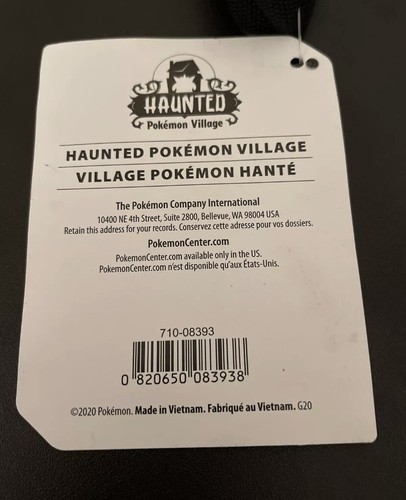 HAUNTED
Pokémon Village
HAUNTED POKÉMON VILLAGE
VILLAGE POKÉMON HANTÉ
The Pokémon Company International
10400 NE 4th Street, Suite 2800, Bellevue, WA 98004 USA
Retain this address for your records. Conservez cette adresse pour vos dossiers.
PokemonCenter.com
PokemonCenter.com available only in the US.
PokemonCenter.com n'est disponible qu'aux États-Unis.
710-08393
0 820650 083938
©2020 Pokémon. Made in Vietnam. Fabriqué au Vietnam. G20